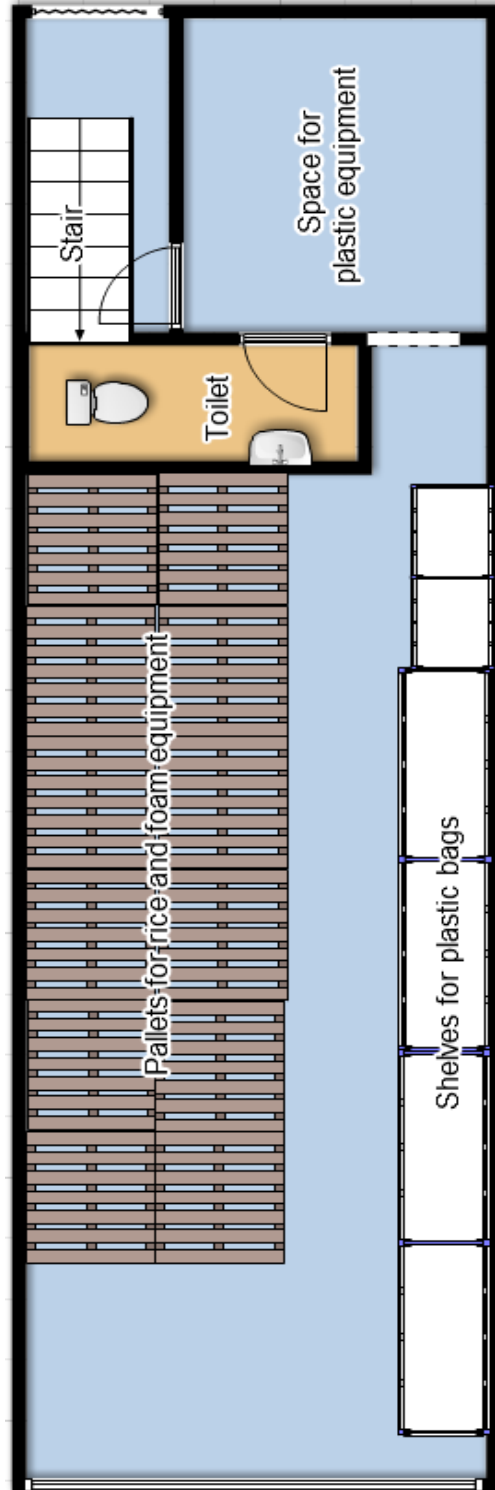 Stair
Space for
plastic equipment
Toilet
Pallets for rice and foam equipment
Shelves for plastic bags